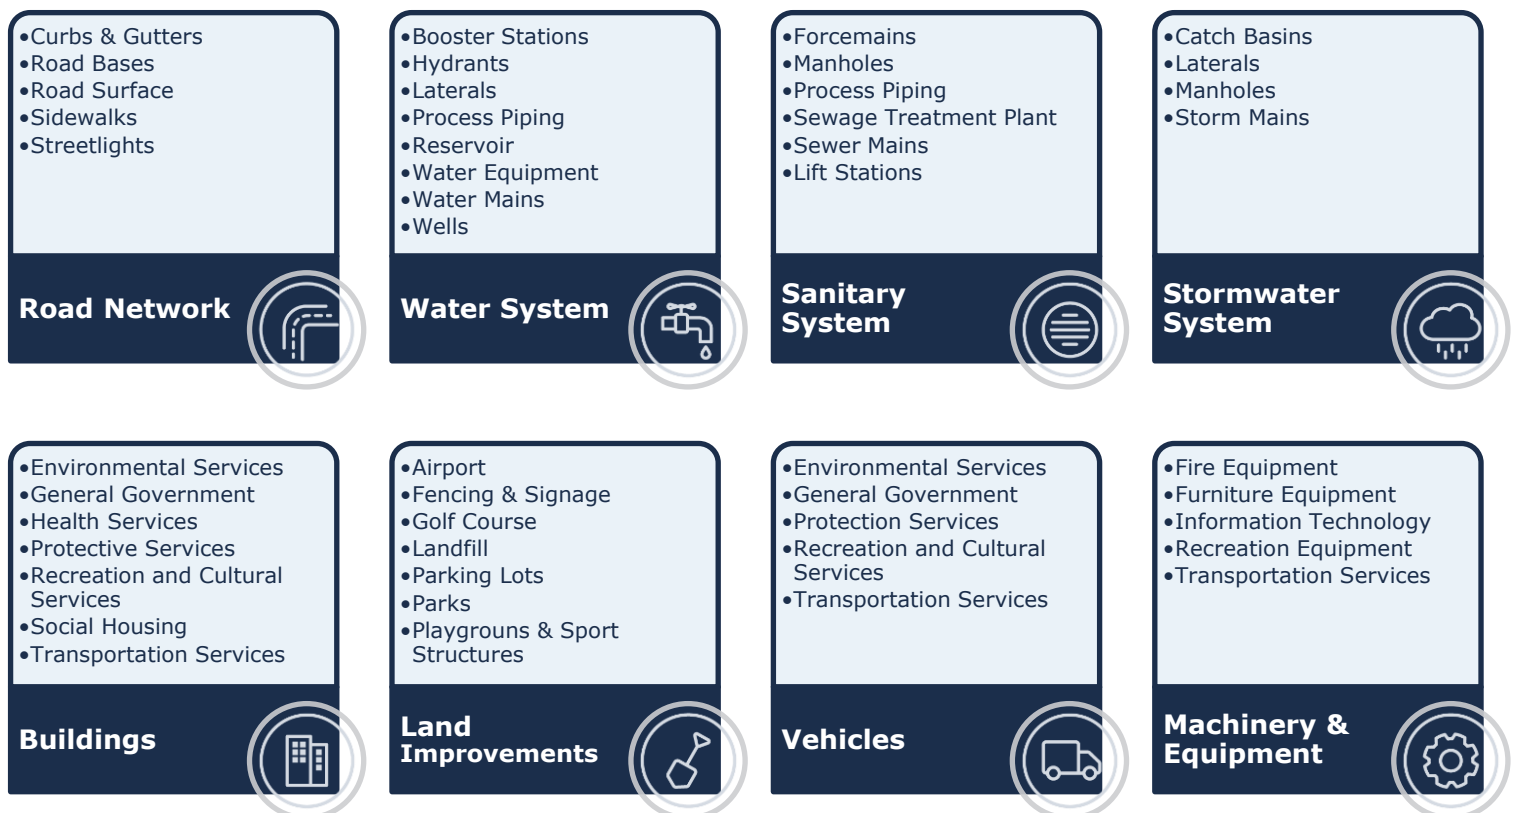 •Curbs & Gutters
•Road Bases
•Road Surface
•Sidewalks
•Streetlights
Road Network
•Booster Stations
•Hydrants
•Laterals
•Process Piping
•Reservoir
•Water Equipment
•Water Mains
•Wells
Water System
•Forcemains
•Manholes
•Process Piping
•Sewage Treatment Plant
•Sewer Mains
•Lift Stations
Sanitary
System
•Catch Basins
•Laterals
•Manholes
•Storm Mains
Stormwater
System
•Environmental Services
•General Government
•Health Services
•Protective Services
•Recreation and Cultural
Services
•Social Housing
•Transportation Services
Buildings
•Airport
•Fencing & Signage
•Golf Course
•Landfill
•Parking Lots
•Parks
•Playgrouns & Sport
Structures
Land
Improvements
•Environmental Services
•General Government
•Protection Services
•Recreation and Cultural
Services
•Transportation Services
Vehicles
•Fire Equipment
•Furniture Equipment
•Information Technology
•Recreation Equipment
•Transportation Services
Machinery &
Equipment